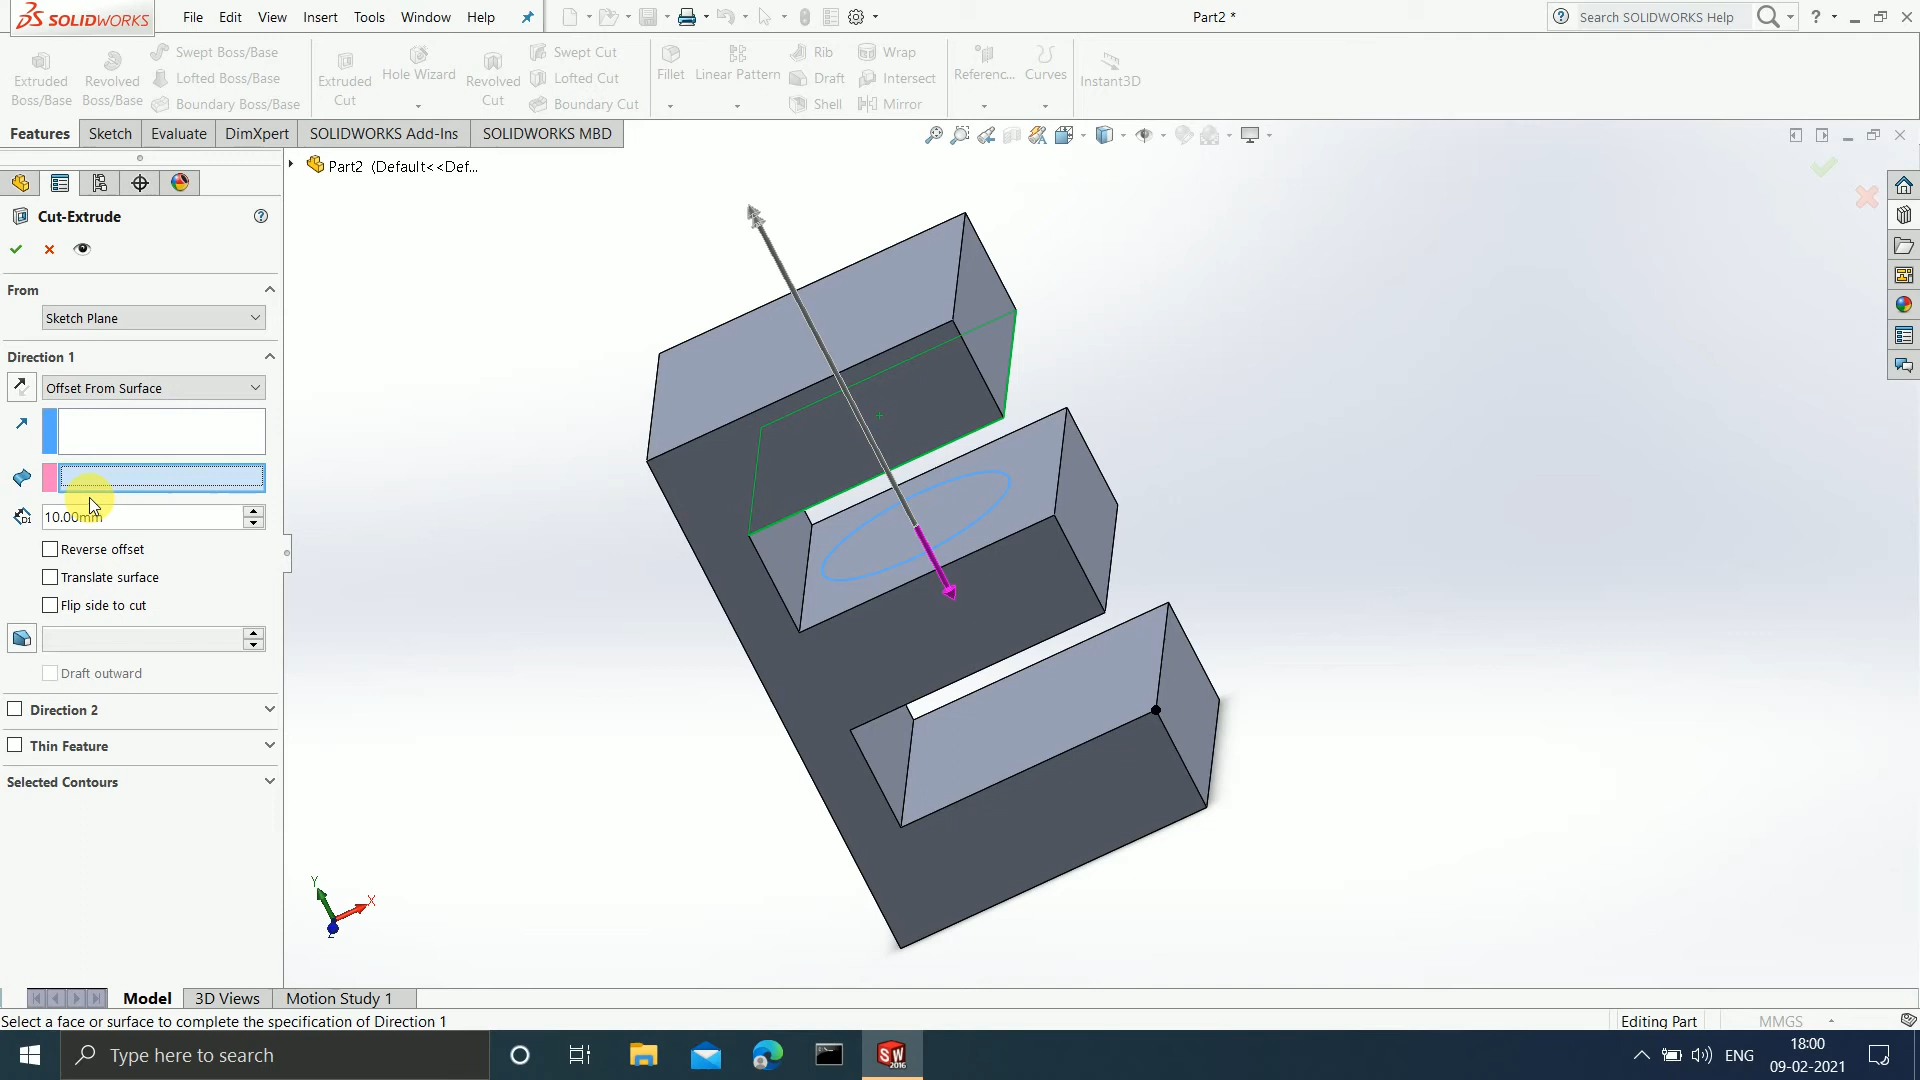 SOLIDWORKS
File Edit View Insert Tools Window Help
Part2 *
Search SOLIDWORKS Help
Extruded Boss/Base
Revolved Boss/Base
Swept Boss/Base
Lofted Boss/Base
Boundary Boss/Base
Extruded Cut
Hole Wizard
Revolved Cut
Swept Cut
Lofted Cut
Boundary Cut
Fillet
Linear Pattern
Rib
Draft
Shell
Wrap
Intersect
Mirror
Referenc...
Curves
Instant3D
Features Sketch Evaluate DimXpert SOLIDWORKS Add-Ins SOLIDWORKS MBD
Part2 (Default<<Def...
Cut-Extrude
From
Sketch Plane
Direction 1
Offset From Surface
10.00mm
Reverse offset
Translate surface
Flip side to cut
Draft outward
Direction 2
Thin Feature
Selected Contours
Y
X
Z
Model 3D Views Motion Study 1
Select a face or surface to complete the specification of Direction 1
Editing Part
MMGS
Type here to search
SW
2016
ENG
18:00
09-02-2021